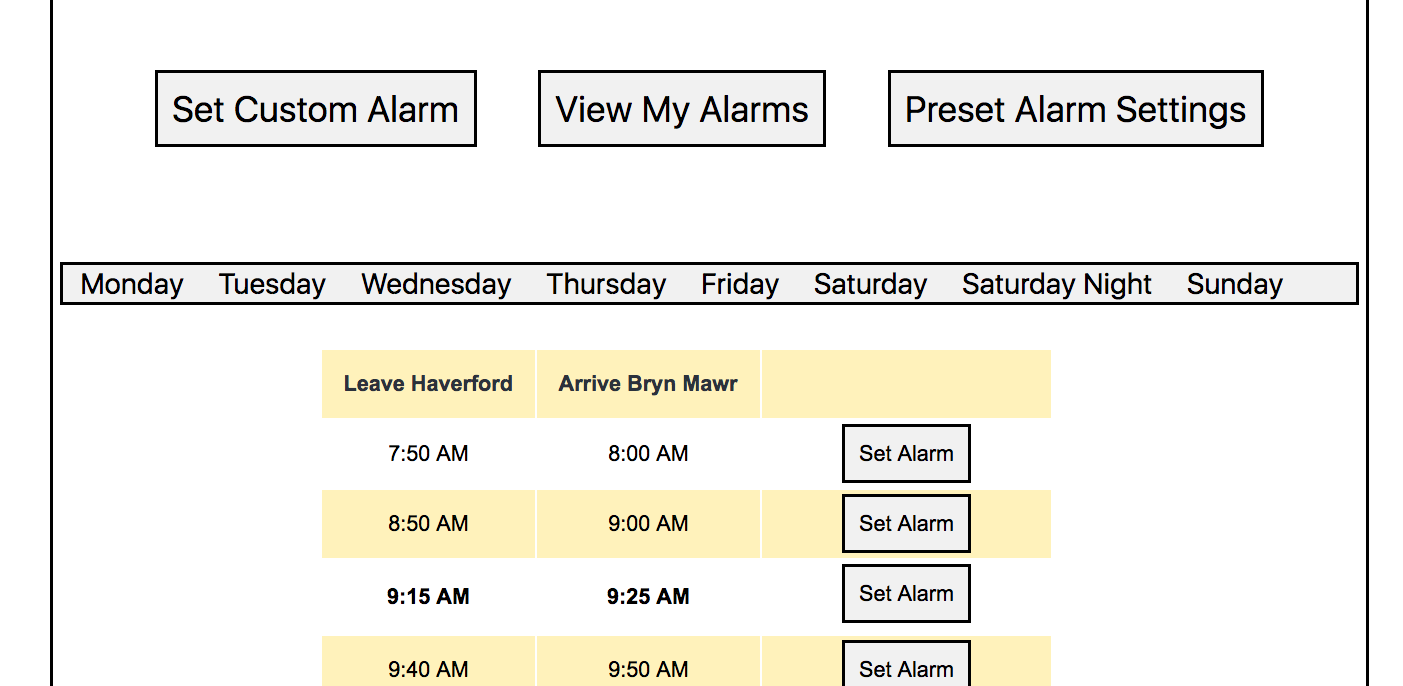 Set Custom Alarm View My Alarms Preset Alarm Settings
Monday Tuesday Wednesday Thursday Friday Saturday Saturday Night Sunday
Leave Haverford Arrive Bryn Mawr
7:50 AM 8:00 AM Set Alarm
8:50 AM 9:00 AM Set Alarm
9:15 AM 9:25 AM Set Alarm
9:40 AM 9:50 AM Set Alarm